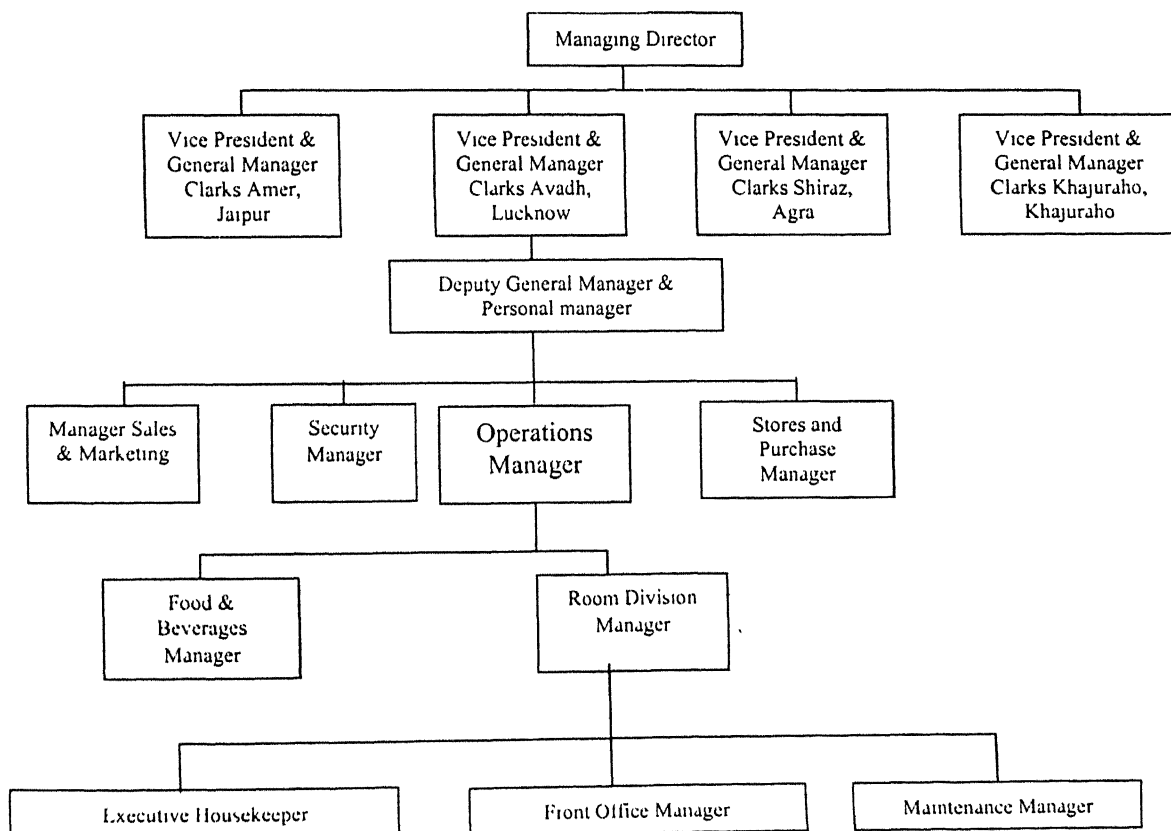 Managing Director
Vice President &
General Manager
Clarks Amer,
Jaipur
Vice President &
General Manager
Clarks Avadh,
Lucknow
Vice President &
General Manager
Clarks Shiraz,
Agra
Vice President &
General Manager
Clarks Khajuraho,
Khajuraho
Deputy General Manager &
Personal manager
Manager Sales
& Marketing
Security
Manager
Operations
Manager
Stores and
Purchase
Manager
Food &
Beverages
Manager
Room Division
Manager
Executive Housekeeper
Front Office Manager
Maintenance Manager